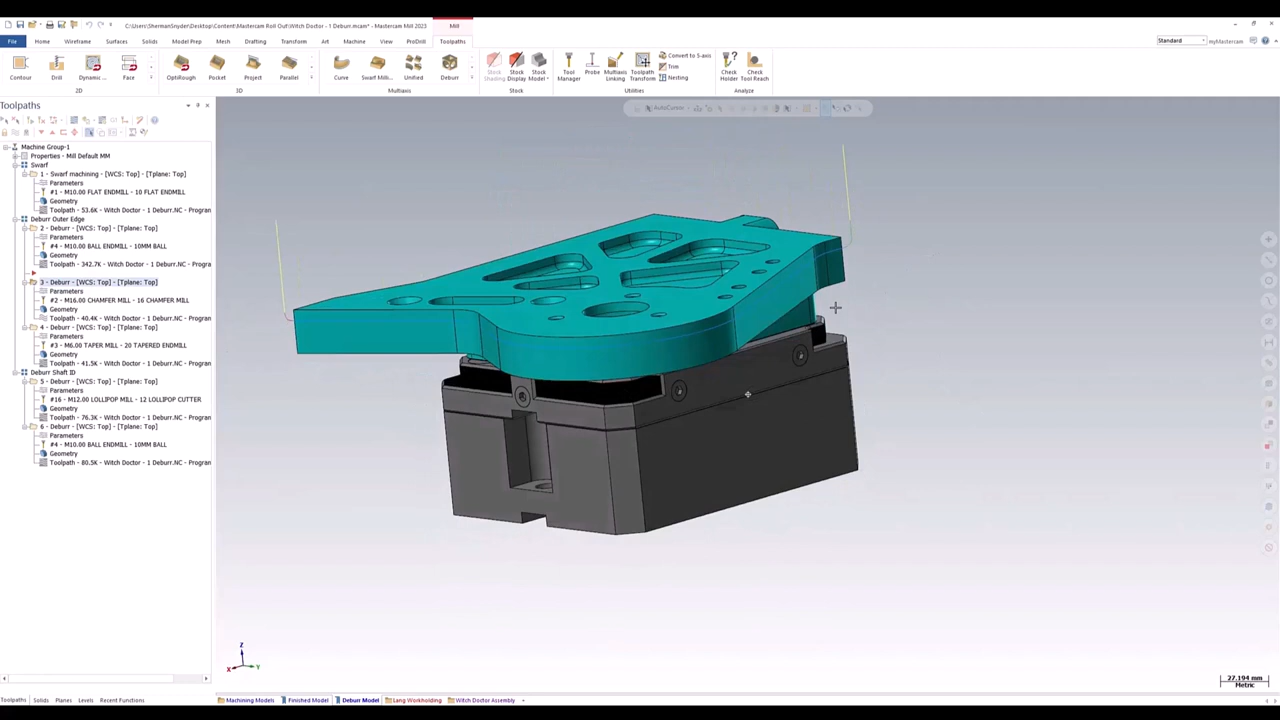 C:\Users\ShermanSnyder\Desktop\Content\Mastercam Roll Out\Witch Doctor - 1 Deburr.mcam* - Mastercam Mill 2023
Mill
File Home Wireframe Surfaces Solids Model Prep Mesh Drafting Transform Art Machine View ProDrill Toolpaths
Standard
myMastercam
Contour Drill Dynamic ... Face
2D
OptiRough Pocket Project Parallel
3D
Curve Swarf Milli... Unified Deburr
Multiaxis
Stock Shading Stock Display Stock Model
Stock
Tool Manager Probe Multiaxis Linking Toolpath Transform
Convert to 5-axis
Trim
Nesting
Utilities
Check Holder Check Tool Reach
Analyze
Toolpaths
AutoCursor
Machine Group-1
Properties - Mill Default MM
Swarf
1 - Swarf machining - [WCS: Top] - [Tplane: Top]
Parameters
#1 - M10.00 FLAT ENDMILL - 10 FLAT ENDMILL
Geometry
Toolpath - 53.6K - Witch Doctor - 1 Deburr.NC - Program
Deburr Outer Edge
2 - Deburr - [WCS: Top] - [Tplane: Top]
Parameters
#4 - M10.00 BALL ENDMILL - 10MM BALL
Geometry
Toolpath - 342.7K - Witch Doctor - 1 Deburr.NC - Progra
3 - Deburr - [WCS: Top] - [Tplane: Top]
Parameters
#2 - M16.00 CHAMFER MILL - 16 CHAMFER MILL
Geometry
Toolpath - 40.4K - Witch Doctor - 1 Deburr.NC - Program
4 - Deburr - [WCS: Top] - [Tplane: Top]
Parameters
#3 - M6.00 TAPER MILL - 20 TAPERED ENDMILL
Geometry
Toolpath - 41.5K - Witch Doctor - 1 Deburr.NC - Program
Deburr Shaft ID
5 - Deburr - [WCS: Top] - [Tplane: Top]
Parameters
#16 - M12.00 LOLLIPOP MILL - 12 LOLLIPOP CUTTER
Geometry
Toolpath - 76.3K - Witch Doctor - 1 Deburr.NC - Program
6 - Deburr - [WCS: Top] - [Tplane: Top]
Parameters
#4 - M10.00 BALL ENDMILL - 10MM BALL
Geometry
Toolpath - 80.5K - Witch Doctor - 1 Deburr.NC - Program
Z
X Y
27.194 mm
Metric
Toolpaths Solids Planes Levels Recent Functions
Machining Models Finished Model Deburr Model Lang Workholding Witch Doctor Assembly